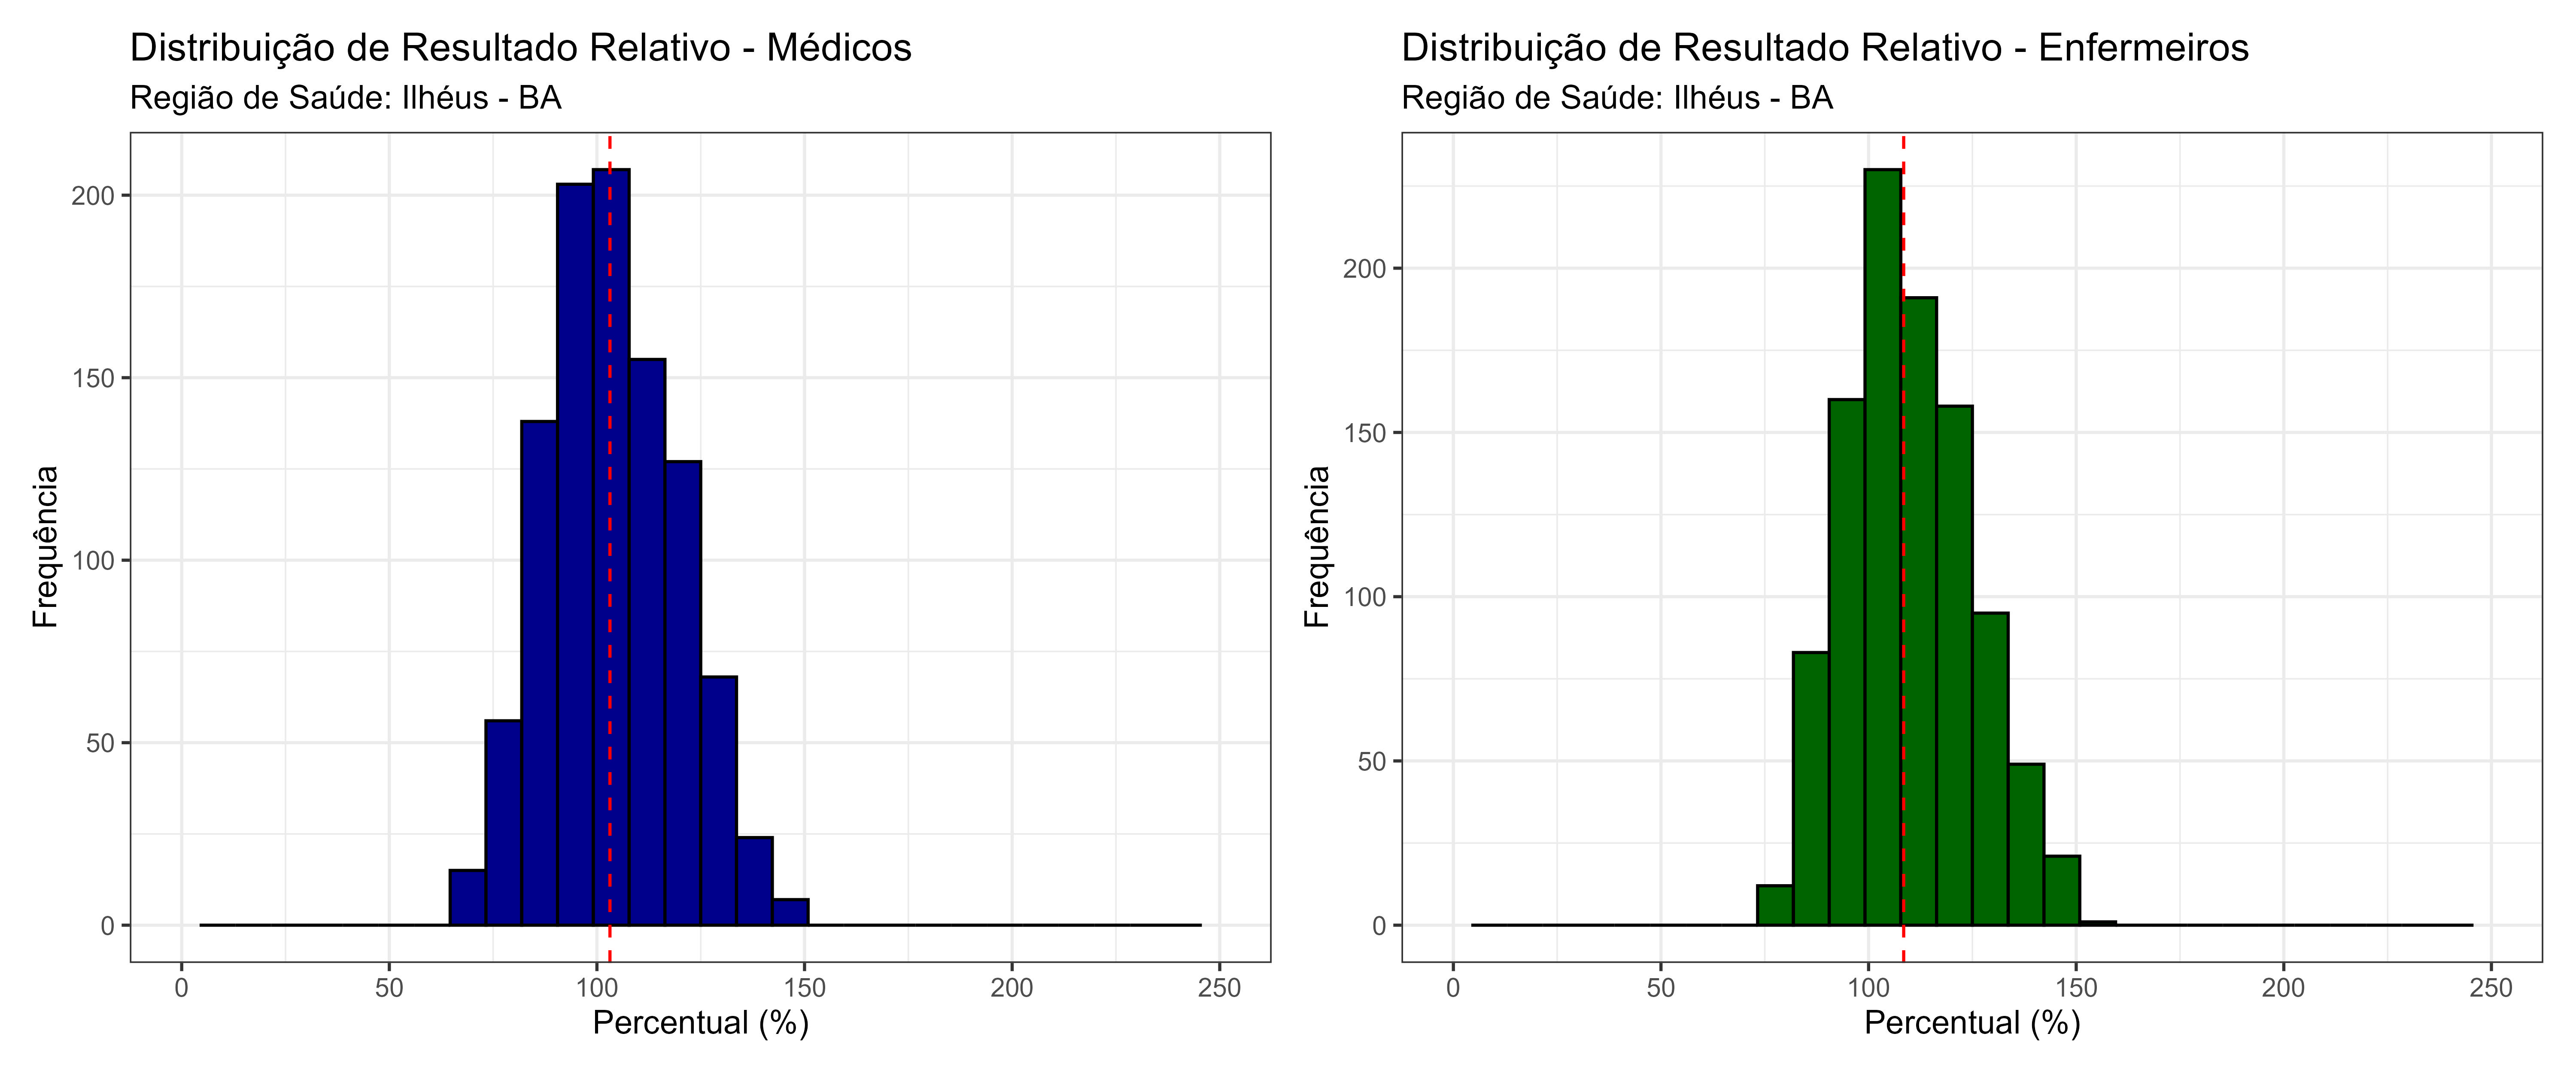 Distribuição de Resultado Relativo - Médicos
Região de Saúde: Ilhéus - BA
Frequência
200
150
100
50
0
0 50 100 150 200 250
Percentual (%)
Distribuição de Resultado Relativo - Enfermeiros
Região de Saúde: Ilhéus - BA
Frequência
200
150
100
50
0
0 50 100 150 200 250
Percentual (%)